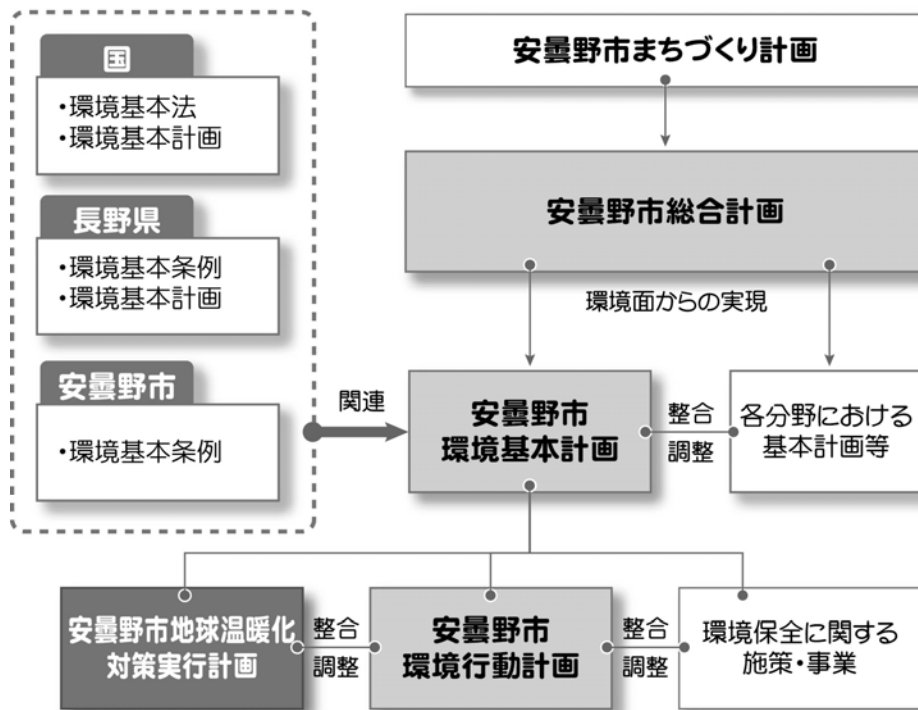 国
・環境基本法
・環境基本計画
長野県
・環境基本条例
・環境基本計画
安曇野市
・環境基本条例
安曇野市まちづくり計画
安曇野市総合計画
環境面からの実現
関連
安曇野市
環境基本計画
整合
調整
各分野における
基本計画等
安曇野市地球温暖化
対策実行計画
整合
調整
安曇野市
環境行動計画
整合
調整
環境保全に関する
施策・事業